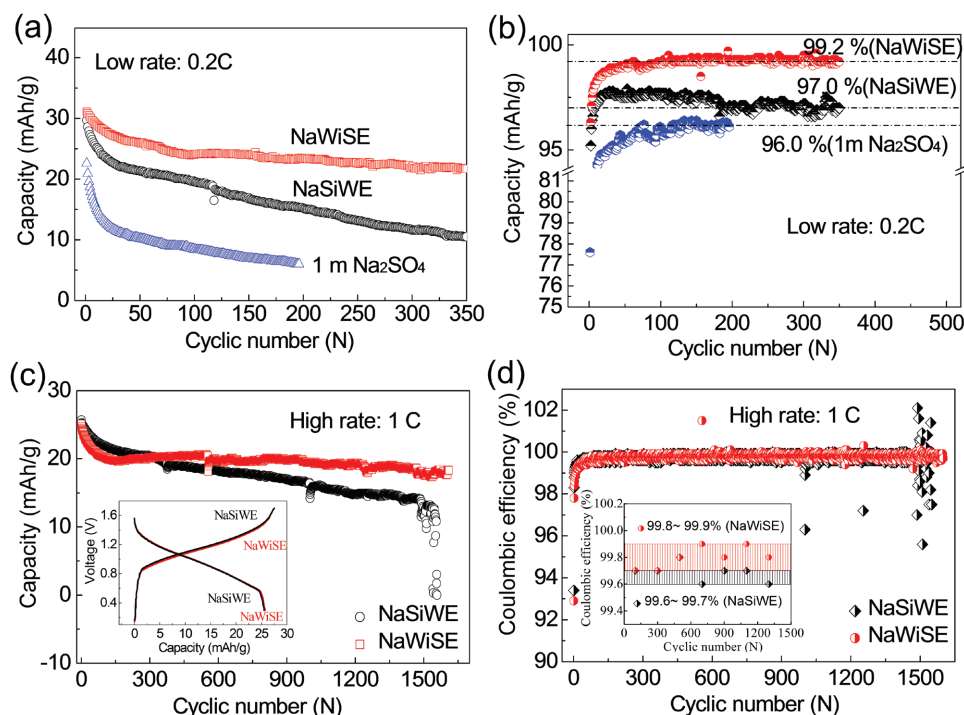 (a)
Capacity (mAh/g)
50
40
30
20
10
0
Low rate: 0.2C
NaWiSE
NaSiWE
1 m Na₂SO₄
0 50 100 150 200 250 300 350
Cyclic number (N)
(b)
Capacity (mAh/g)
100
95
81
80
79
78
77
76
75
99.2 %(NaWiSE)
97.0 %(NaSiWE)
96.0 %(1m Na₂SO₄)
Low rate: 0.2C
0 100 200 300 400 500
Cyclic number (N)
(c)
Capacity (mAh/g)
30
20
10
0
-10
High rate: 1 C
Voltage (V)
1.6
1.2
0.8
0.4
NaSiWE
NaWiSE
NaSiWE
NaWiSE
0 5 10 15 20 25 30
Capacity (mAh/g)
NaSiWE
NaWiSE
0 300 600 900 1200 1500
Cyclic number (N)
(d)
Coulombic efficiency (%)
102
100
98
96
94
92
90
High rate: 1 C
Coulombic efficiency (%)
100.2
100.0
99.8
99.6
99.4
99.8~ 99.9% (NaWiSE)
99.6~ 99.7% (NaSiWE)
0 300 600 900 1200 1500
Cyclic number (N)
NaSiWE
NaWiSE
0 300 600 900 1200 1500
Cyclic number (N)